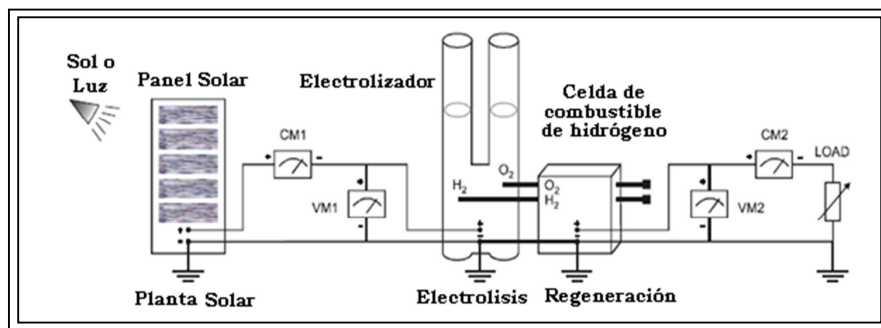 Sol o
Luz
Panel Solar
Electrolizador
Celda de
combustible
de hidrógeno
CM1
+
-
VM1
+
-
+
-
Planta Solar
O₂
H₂
O₂
H₂
+
-
+
-
Electrolisis
Regeneración
CM2
+
-
VM2
+
-
LOAD